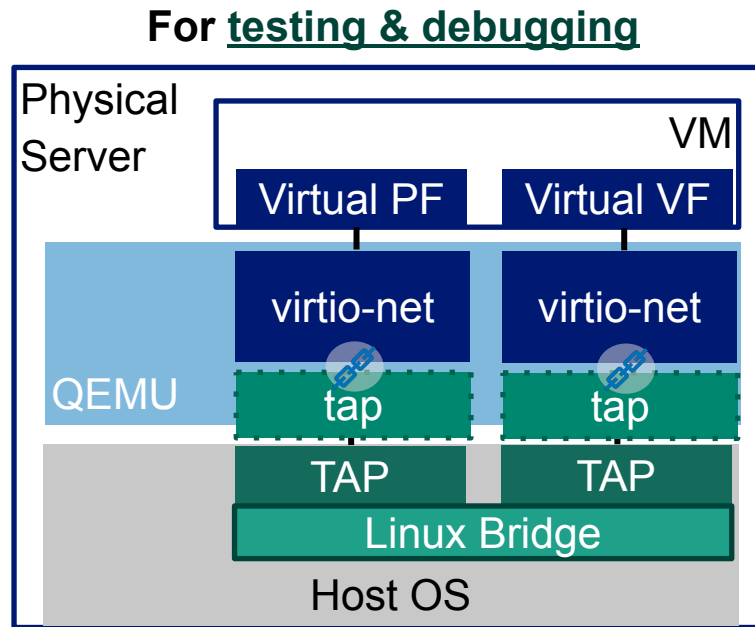 For testing & debugging
Physical
Server
VM
Virtual PF
Virtual VF
virtio-net
virtio-net
QEMU
tap
tap
TAP
TAP
Linux Bridge
Host OS